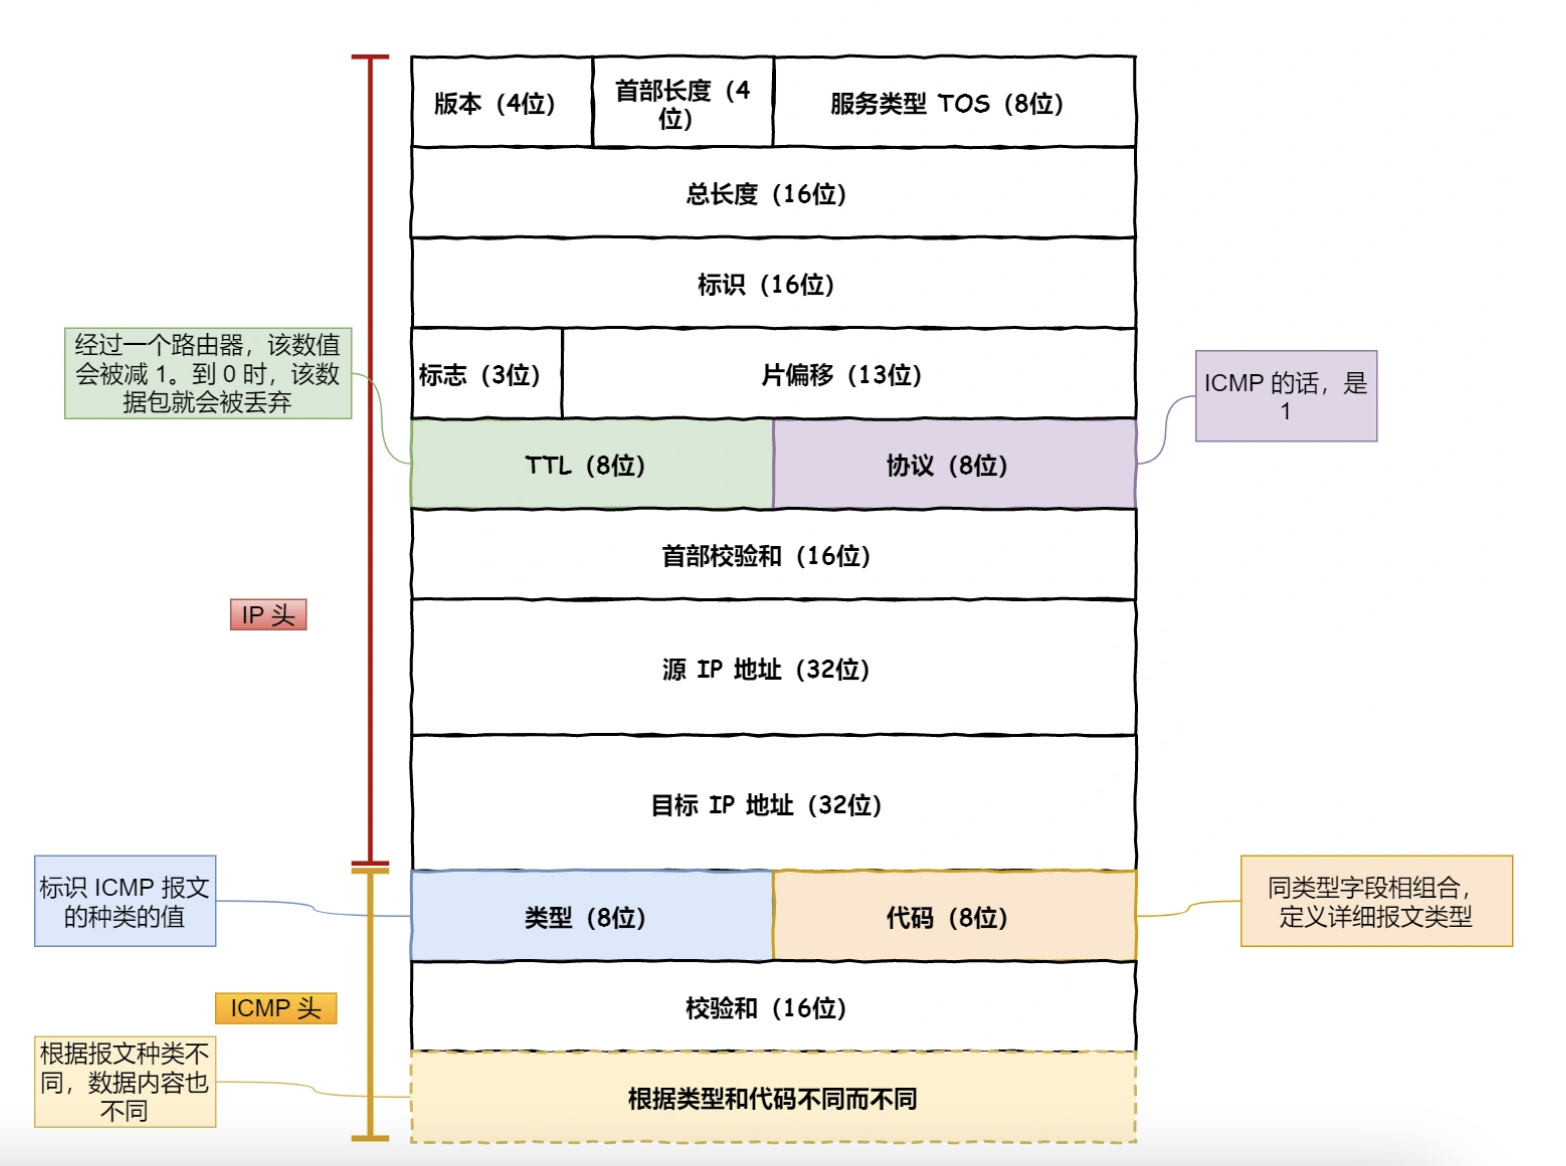 版本（4位）
首部长度（4
位）
服务类型 TOS（8位）
总长度（16位）
标识（16位）
经过一个路由器，该数值
会被减 1。到 0 时，该数
据包就会被丢弃
标志（3位）
片偏移（13位）
ICMP 的话，是
1
TTL（8位）
协议（8位）
首部校验和（16位）
IP 头
源 IP 地址（32位）
目标 IP 地址（32位）
标识 ICMP 报文
的种类的值
类型（8位）
代码（8位）
同类型字段相组合，
定义详细报文类型
ICMP 头
校验和（16位）
根据报文种类不
同，数据内容也
不同
根据类型和代码不同而不同